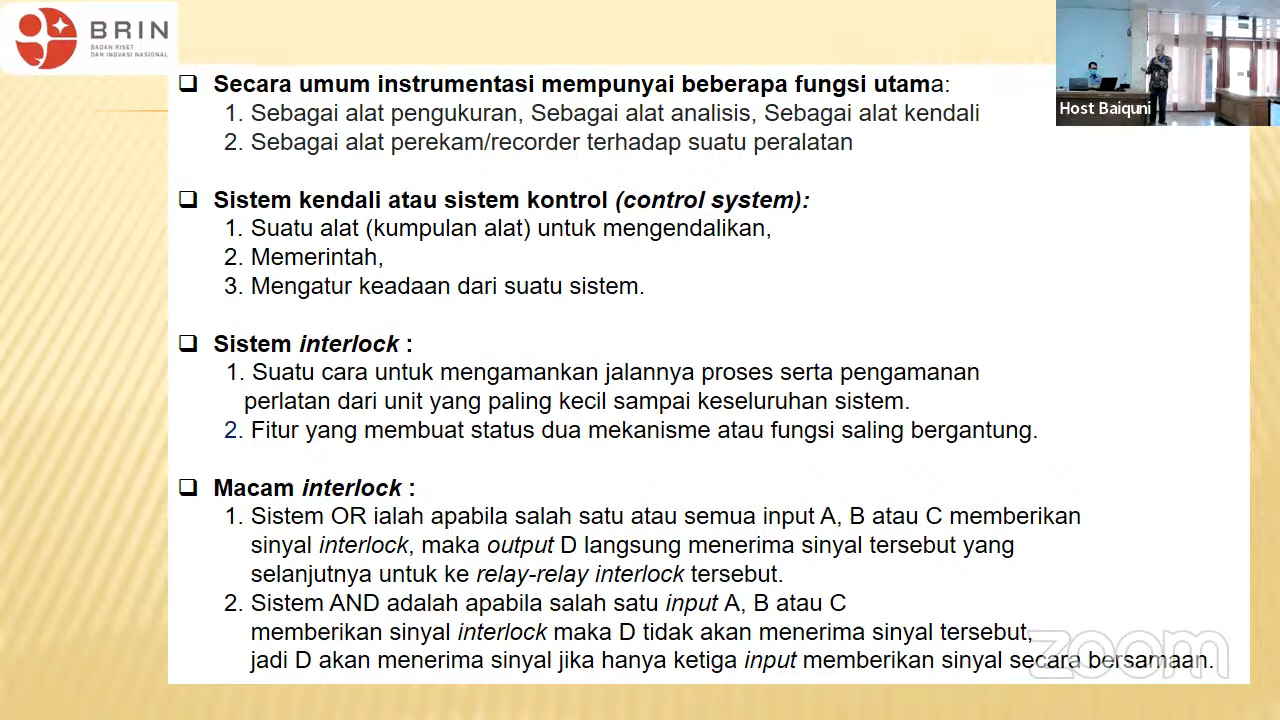 BRIN
BADAN RISET
DAN INOVASI NASIONAL
Host Baiquni
❑ Secara umum instrumentasi mempunyai beberapa fungsi utama:
1. Sebagai alat pengukuran, Sebagai alat analisis, Sebagai alat kendali
2. Sebagai alat perekam/recorder terhadap suatu peralatan
❑ Sistem kendali atau sistem kontrol (control system):
1. Suatu alat (kumpulan alat) untuk mengendalikan,
2. Memerintah,
3. Mengatur keadaan dari suatu sistem.
❑ Sistem interlock :
1. Suatu cara untuk mengamankan jalannya proses serta pengamanan
perlatan dari unit yang paling kecil sampai keseluruhan sistem.
2. Fitur yang membuat status dua mekanisme atau fungsi saling bergantung.
❑ Macam interlock :
1. Sistem OR ialah apabila salah satu atau semua input A, B atau C memberikan
sinyal interlock, maka output D langsung menerima sinyal tersebut yang
selanjutnya untuk ke relay-relay interlock tersebut.
2. Sistem AND adalah apabila salah satu input A, B atau C
memberikan sinyal interlock maka D tidak akan menerima sinyal tersebut,
jadi D akan menerima sinyal jika hanya ketiga input memberikan sinyal secara bersamaan.
zoom